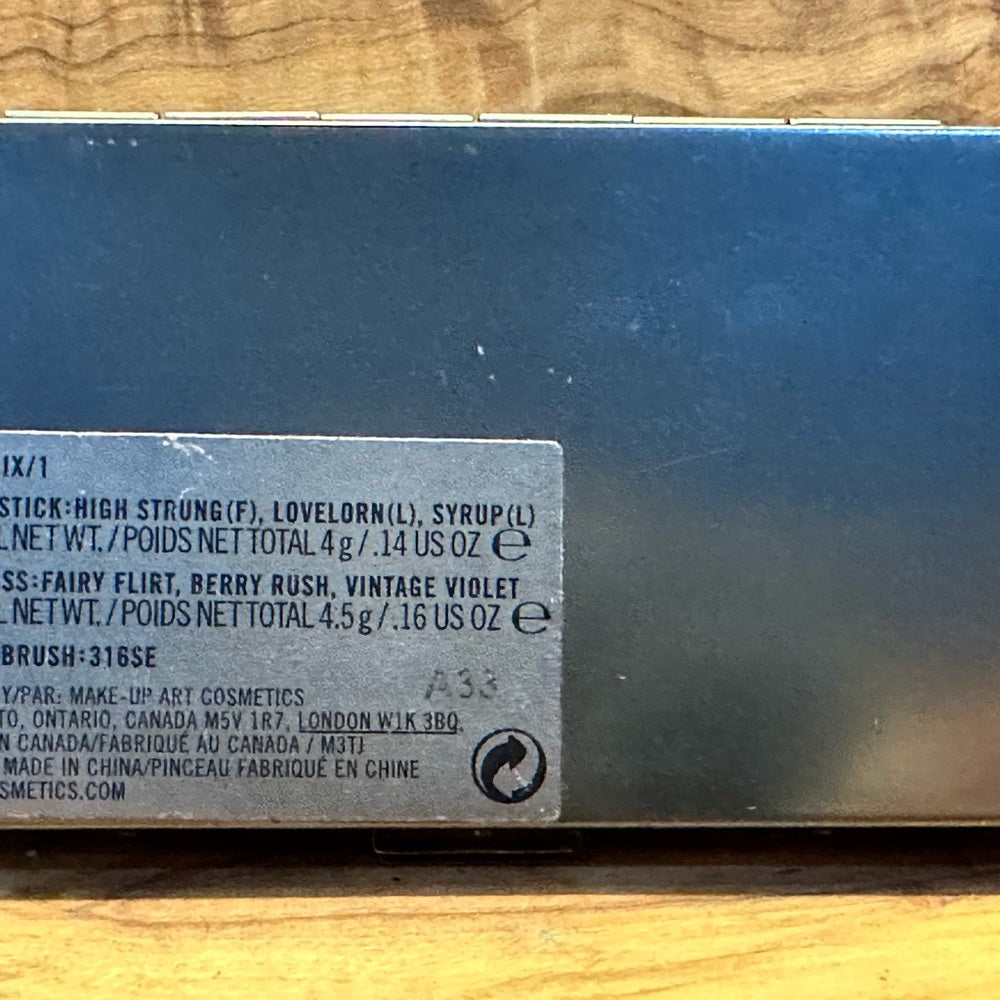 IX/1
STICK:HIGH STRUNG(F), LOVELORN(L), SYRUP(L)
L NET WT./POIDS NET TOTAL 4g/.14 US OZ ℮
SS:FAIRY FLIRT, BERRY RUSH, VINTAGE VIOLET
L NET WT./POIDS NET TOTAL 4.5g/.16 US OZ ℮
BRUSH:316SE
A33
Y/PAR: MAKE-UP ART COSMETICS
TO, ONTARIO, CANADA M5V 1R7, LONDON W1K 3BQ,
N CANADA/FABRIQUÉ AU CANADA / M3TJ
MADE IN CHINA/PINCEAU FABRIQUÉ EN CHINE
SMETICS.COM